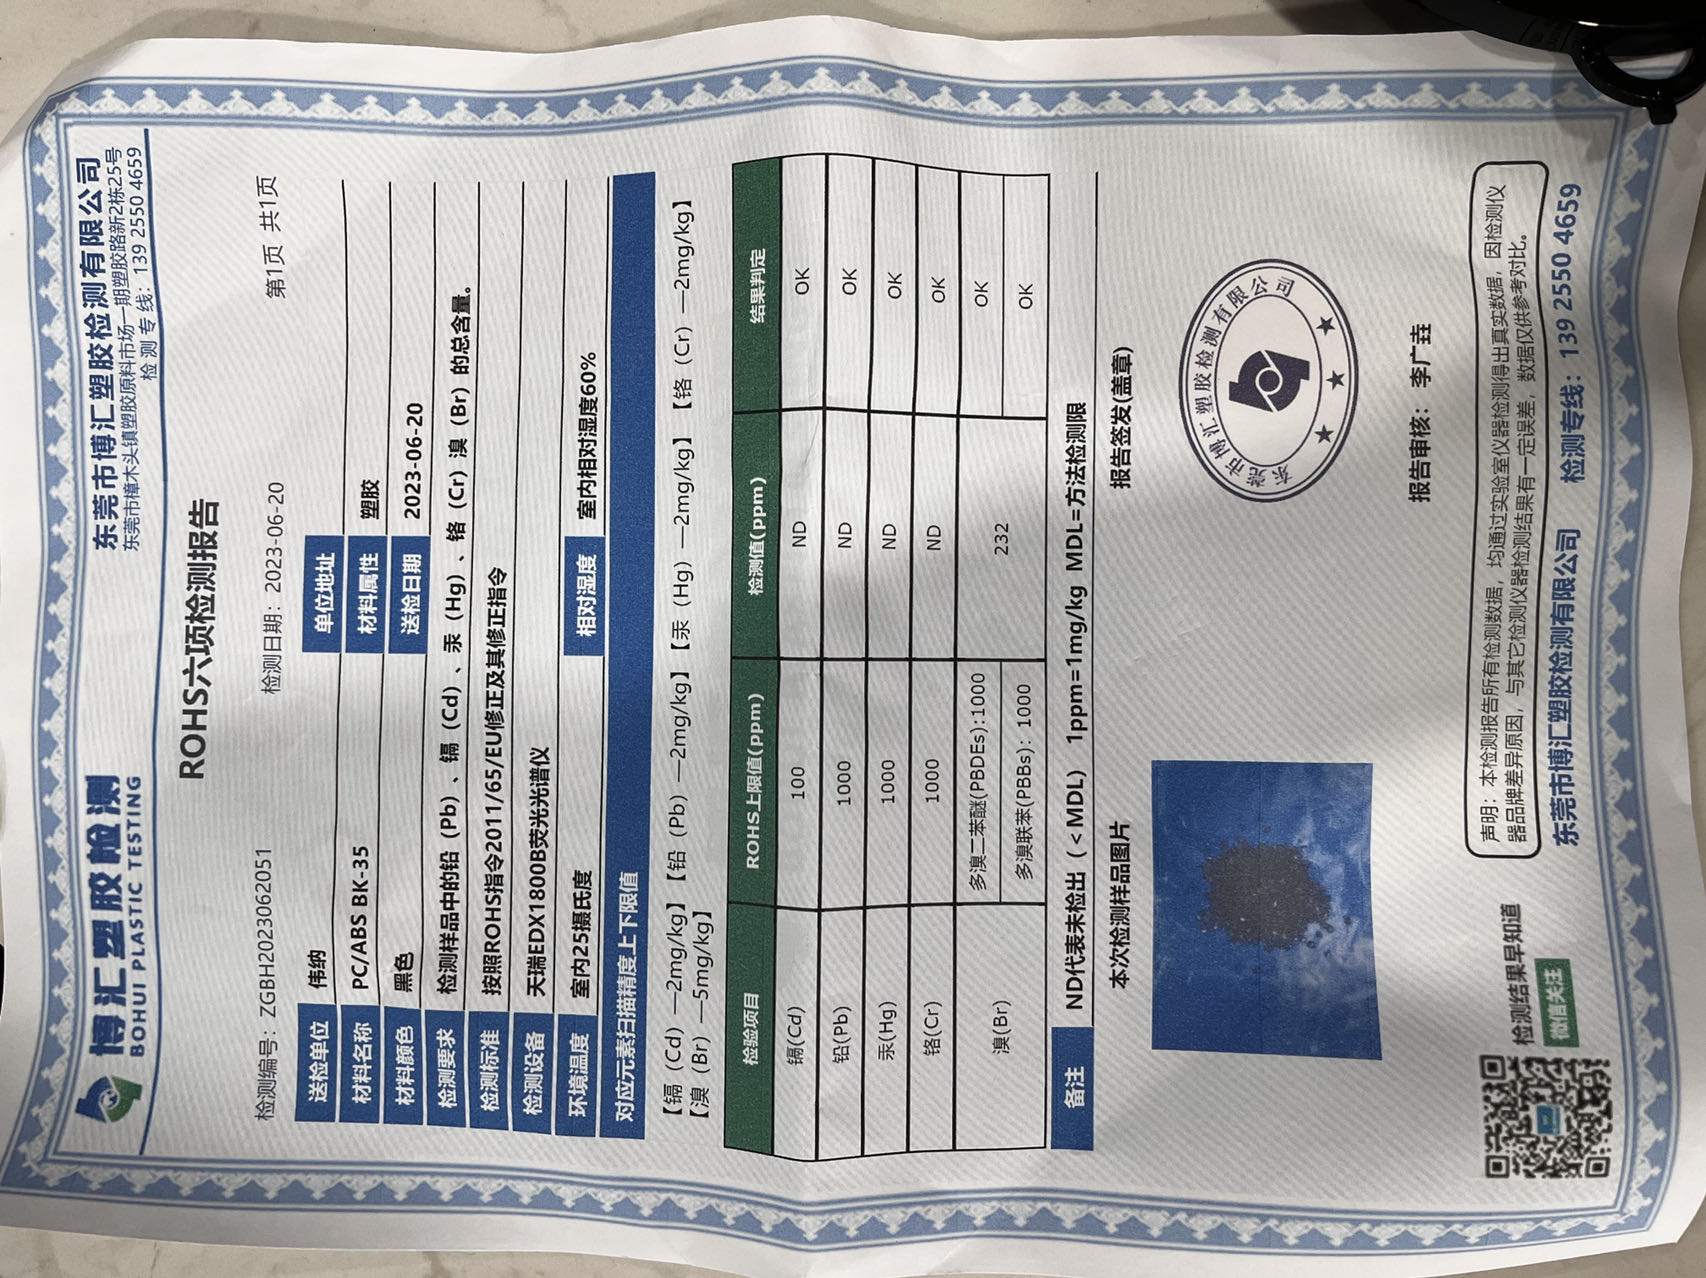 博汇塑胶检测
BOHUI PLASTIC TESTING
东莞市博汇塑胶检测有限公司
东莞市樟木头镇塑胶原料市场一期塑胶路新2栋25号
检测专线：139 2550 4659
ROHS六项检测报告
检测编号：ZGBH2023062051 检测日期：2023-06-20 第1页 共1页
送检单位 伟纳 单位地址
材料名称 PC/ABS BK-35 材料属性 塑胶
材料颜色 黑色 送检日期 2023-06-20
检测要求 检测样品中的铅（Pb）、镉（Cd）、汞（Hg）、铬（Cr）溴（Br）的总含量。
检测标准 按照ROHS指令2011/65/EU修正及其修正指令
检测设备 天瑞EDX1800B荧光光谱仪
环境温度 室内25摄氏度 相对湿度 室内相对湿度60%
对应元素扫描精度上下限值
【镉（Cd）—2mg/kg】【铅（Pb）—2mg/kg】【汞（Hg）—2mg/kg】【铬（Cr）—2mg/kg】
【溴（Br）—5mg/kg】
检验项目 ROHS上限值(ppm) 检测值(ppm) 结果判定
镉(Cd) 100 ND OK
铅(Pb) 1000 ND OK
汞(Hg) 1000 ND OK
铬(Cr) 1000 ND OK
溴(Br) 多溴二苯醚(PBDEs):1000 232 OK
多溴联苯(PBBs)：1000 OK
备注 ND代表未检出（<MDL） 1ppm=1mg/kg MDL=方法检测限
本次检测样品图片 报告签发(盖章)
东莞市博汇塑胶检测有限公司
报告审核：李广垚
声明：本检测报告所有检测数据，均通过实验室仪器检测得出真实数据，因检测仪
器品牌差异原因，与其它检测仪器检测结果有一定误差，数据仅供参考对比。
检测结果早知道
微信关注
东莞市博汇塑胶检测有限公司 检测专线：139 2550 4659